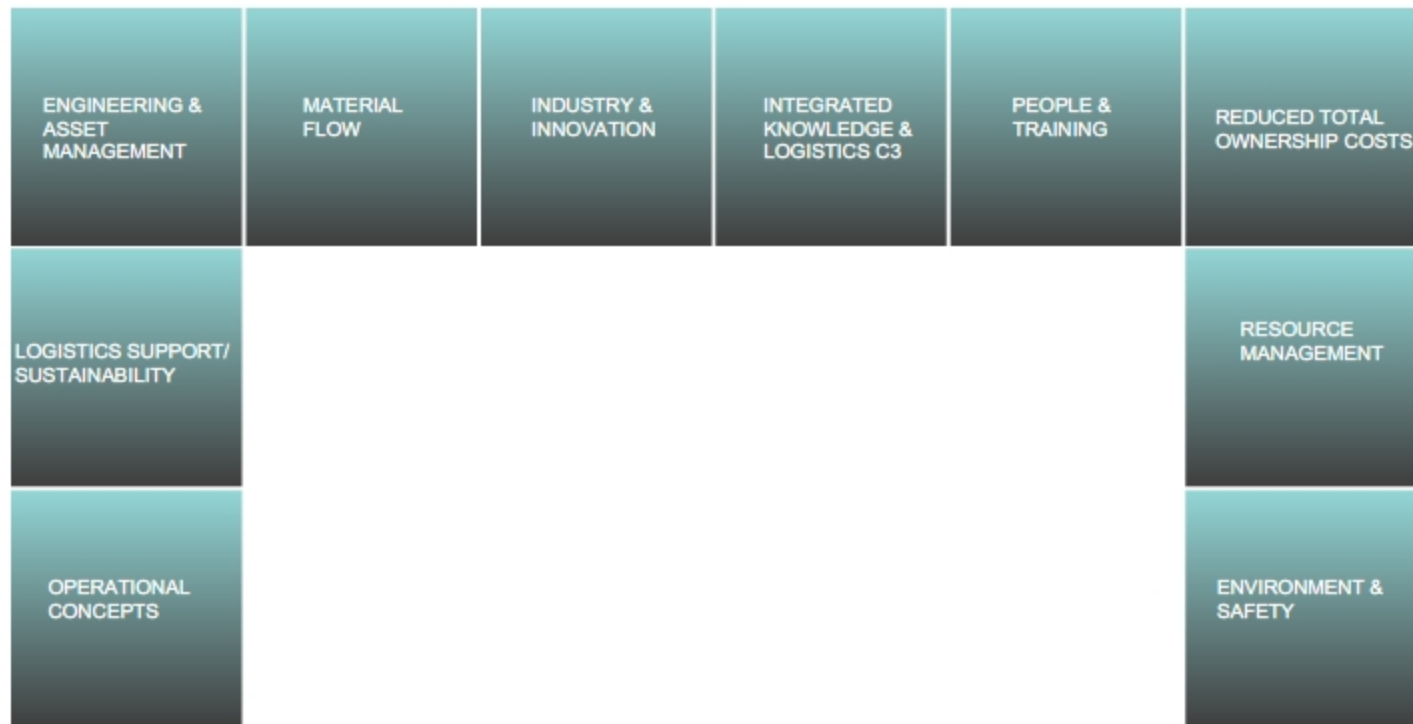 ENGINEERING &
ASSET
MANAGEMENT
MATERIAL
FLOW
INDUSTRY &
INNOVATION
INTEGRATED
KNOWLEDGE &
LOGISTICS C3
PEOPLE &
TRAINING
REDUCED TOTAL
OWNERSHIP COSTS
LOGISTICS SUPPORT/
SUSTAINABILITY
RESOURCE
MANAGEMENT
OPERATIONAL
CONCEPTS
ENVIRONMENT &
SAFETY